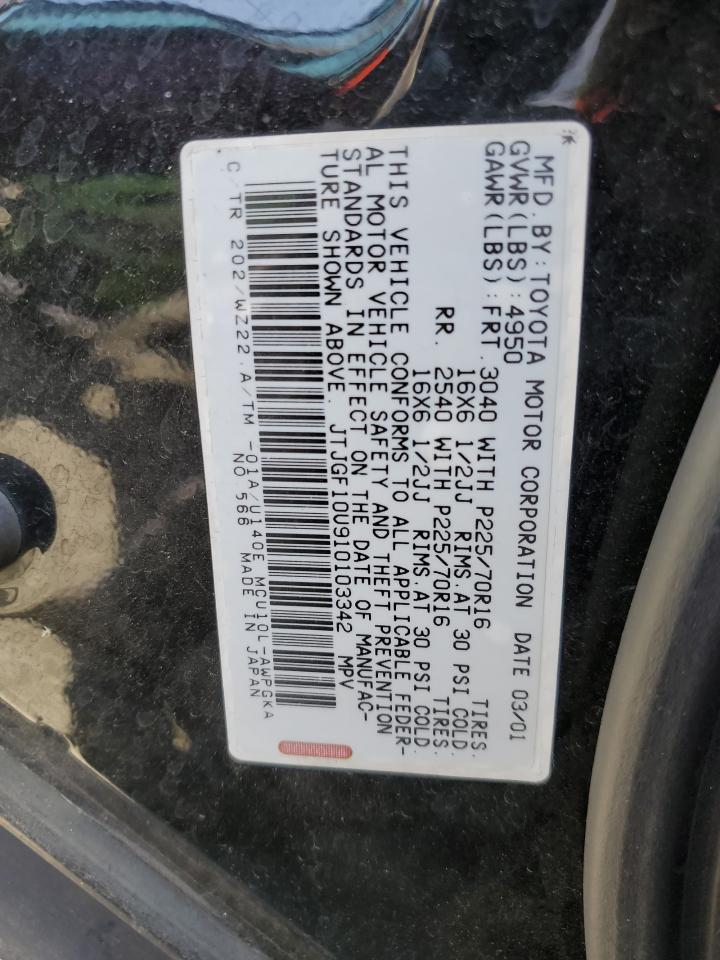 MFD.BY:TOYOTA MOTOR CORPORATION DATE 03/01
GVWR(LBS):4950
GAWR(LBS):FRT.3040 WITH P225/70R16 TIRES.
16X6 1/2JJ RIMS.AT 30 PSI COLD.
RR. 2540 WITH P225/70R16 TIRES.
16X6 1/2JJ RIMS.AT 30 PSI COLD.
THIS VEHICLE CONFORMS TO ALL APPLICABLE FEDER-
AL MOTOR VEHICLE SAFETY AND THEFT PREVENTION
STANDARDS IN EFFECT ON THE DATE OF MANUFAC-
TURE SHOWN ABOVE. JTJGF10U910103342 MPV
C/TR 202/WZ22.A/TM -01A/U140E MCU10L-AWPGKA
NO 566 MADE IN JAPAN